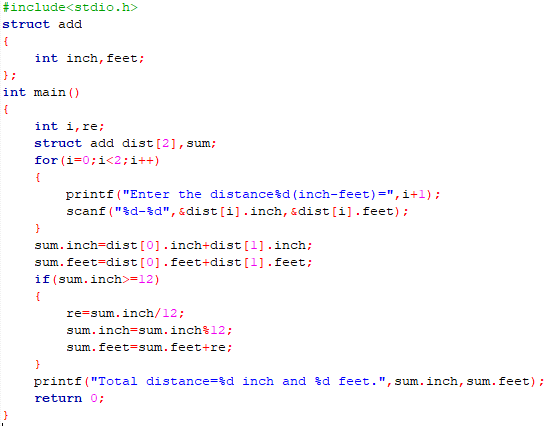 #include<stdio.h>
struct add
{
int inch,feet;
};
int main()
{
int i,re;
struct add dist[2],sum;
for(i=0;i<2;i++)
{
printf("Enter the distance%d(inch-feet)=",i+1);
scanf("%d-%d",&dist[i].inch,&dist[i].feet);
}
sum.inch=dist[0].inch+dist[1].inch;
sum.feet=dist[0].feet+dist[1].feet;
if(sum.inch>=12)
{
re=sum.inch/12;
sum.inch=sum.inch%12;
sum.feet=sum.feet+re;
}
printf("Total distance=%d inch and %d feet.",sum.inch,sum.feet);
return 0;
}